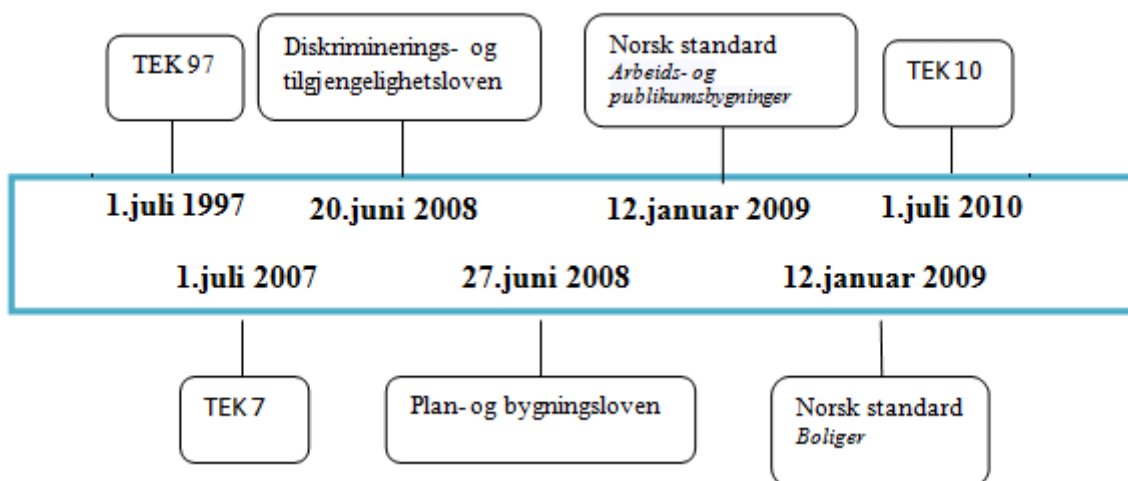 TEK 97
Diskriminerings- og
tilgjengelighetsloven
Norsk standard
Arbeids- og
publikumsbygninger
TEK 10
1.juli 1997
20.juni 2008
12.januar 2009
1.juli 2010
1.juli 2007
27.juni 2008
12.januar 2009
TEK 7
Plan- og bygningsloven
Norsk standard
Boliger